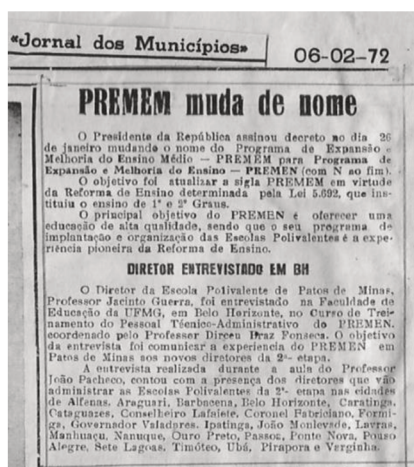 «Jornal dos Municípios»
06-02-72
PREMEM muda de nome
O Presidente da República assinou decreto ao dia 26
de janeiro mudando o nome do Programa de Expansão e
Melhoria do Ensino Médio — PREMEM para Programa de
Expansão e Melhoria do Ensino — PREMEN (com N no fim).
O objetivo foi atualizar a sigla PREMEM em virtude
da Reforma de Ensino determinada pela Lei 5.692, que ins-
tituiu o ensino de 1º e 2º Graus.
O principal objetivo do PREMEN é oferecer uma
educação de alta qualidade, sendo que o seu programa de
implantação e organização das Escolas Polivalentes é a expe-
riência pioneira da Reforma de Ensino.
DIRETOR ENTREVISTADO EM BH
O Diretor da Escola Polivalente de Patos de Minas,
Professor Jacinto Guerra, foi entrevistado na Faculdade de
Educação da UFMG, em Belo Horizonte, no Curso de Trei-
namento do Pessoal Técnico-Administrativo do PREMEN.
coordenado pelo Professor Dirceu Braz Fonseca. O objetivo
da entrevista foi comunicar a experiencia do PREMEN em
Patos de Minas aos novos diretores da 2ª etapa.
A entrevista realizada durante a aula do Professor
João Pacheco, contou com a presença dos diretores que vão
administrar as Escolas Polivalentes da 2ª etapa nas cidades
de Alfenas. Araguari, Barbacena, Belo Horizonte, Caratinga,
Cataguazes, Conselheiro Lafaiete, Coronel Fabriciano, Formi-
ga, Governador Valadares. Ipatinga, João Monlevade, Lavras,
Manhuaçu, Nanuque, Ouro Preto, Passos, Ponte Nova, Pouso
Alegre, Sete Lagoas. Timóteo, Ubá, Pirapora e Verginha.